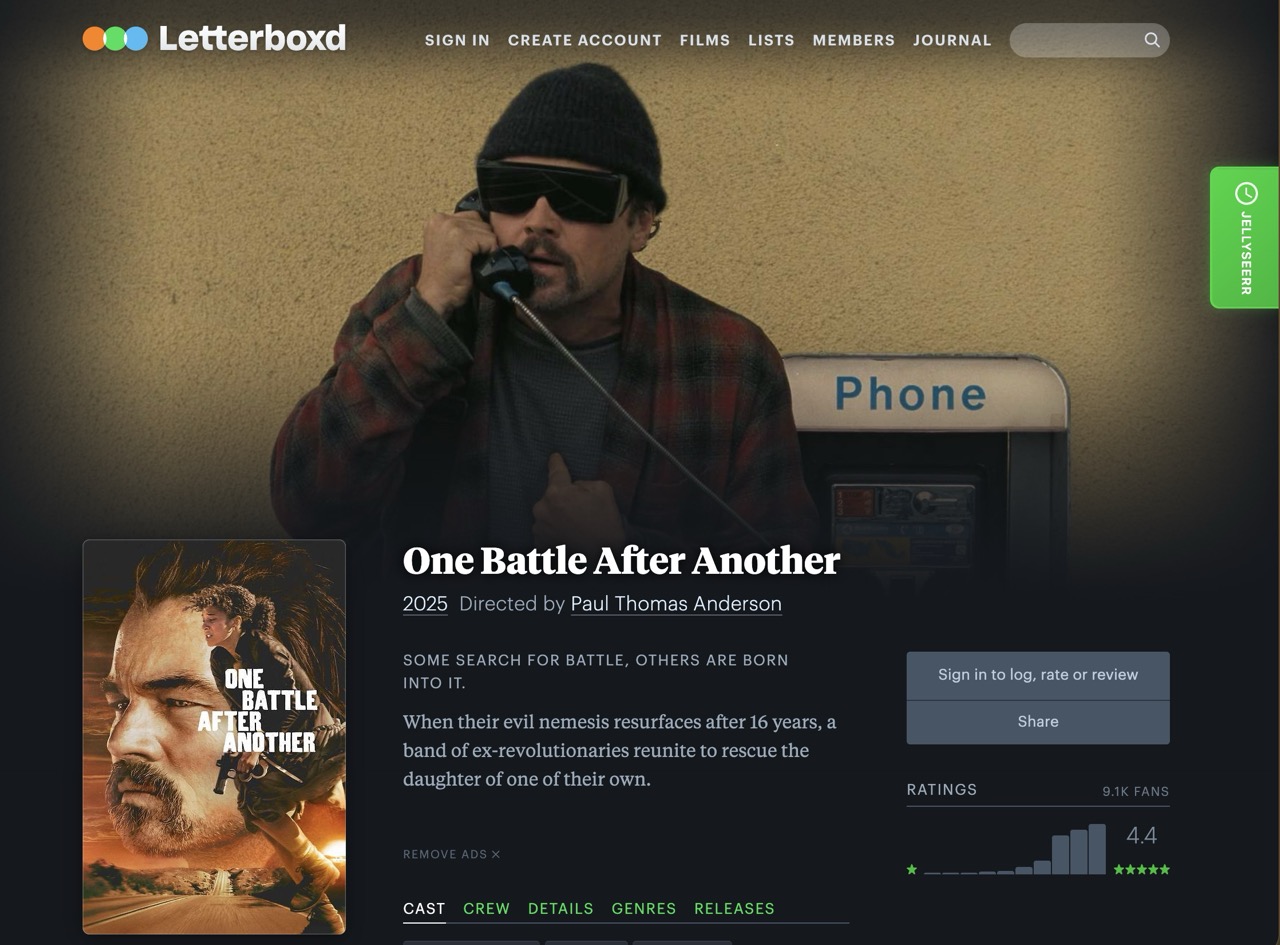 Letterboxd
SIGN IN CREATE ACCOUNT FILMS LISTS MEMBERS JOURNAL
JELLYSEERR
Phone
One Battle After Another
2025 Directed by Paul Thomas Anderson
SOME SEARCH FOR BATTLE, OTHERS ARE BORN
INTO IT.
When their evil nemesis resurfaces after 16 years, a
band of ex-revolutionaries reunite to rescue the
daughter of one of their own.
REMOVE ADS ×
CAST CREW DETAILS GENRES RELEASES
ONE
BATTLE
AFTER
ANOTHER
Sign in to log, rate or review
Share
RATINGS 9.1K FANS
4.4